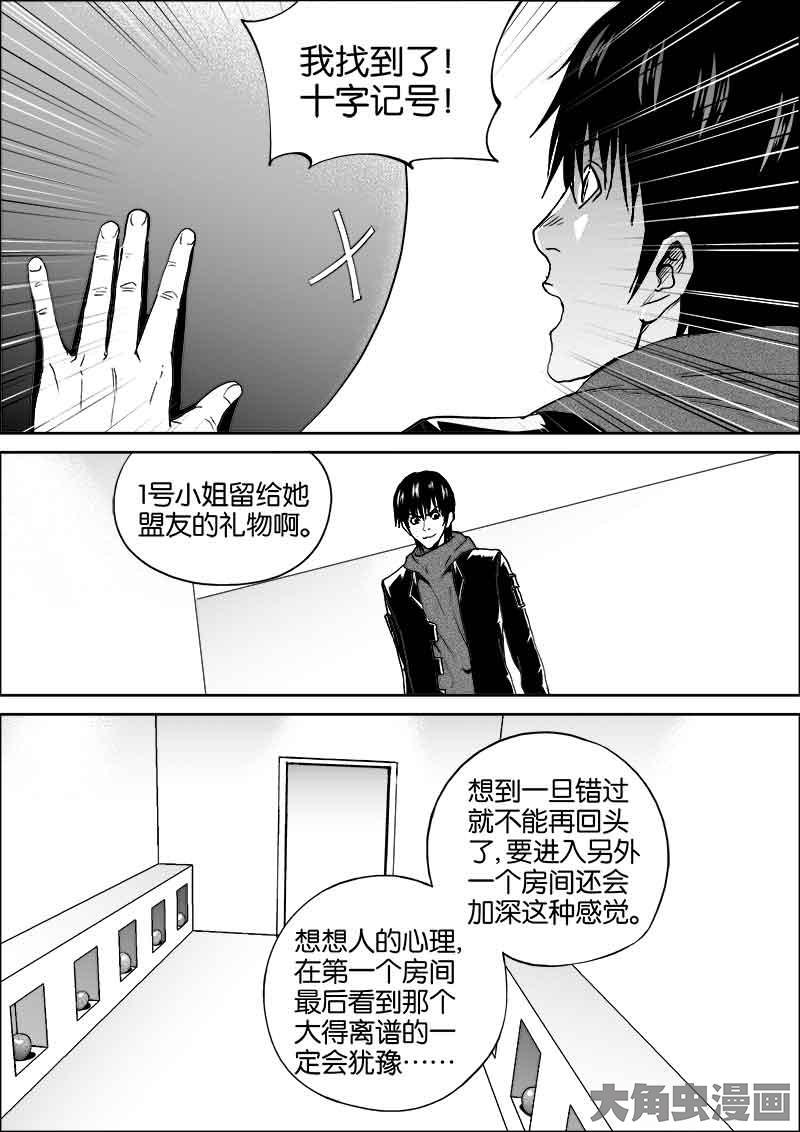 我找到了！
十字记号！
1号小姐留给她
盟友的礼物啊。
想到一旦错过
就不能再回头
了，要进入另外
一个房间还会
加深这种感觉。
想想人的心理，
在第一个房间
最后看到那个
大得离谱的一
定会犹豫……
大角虫漫画